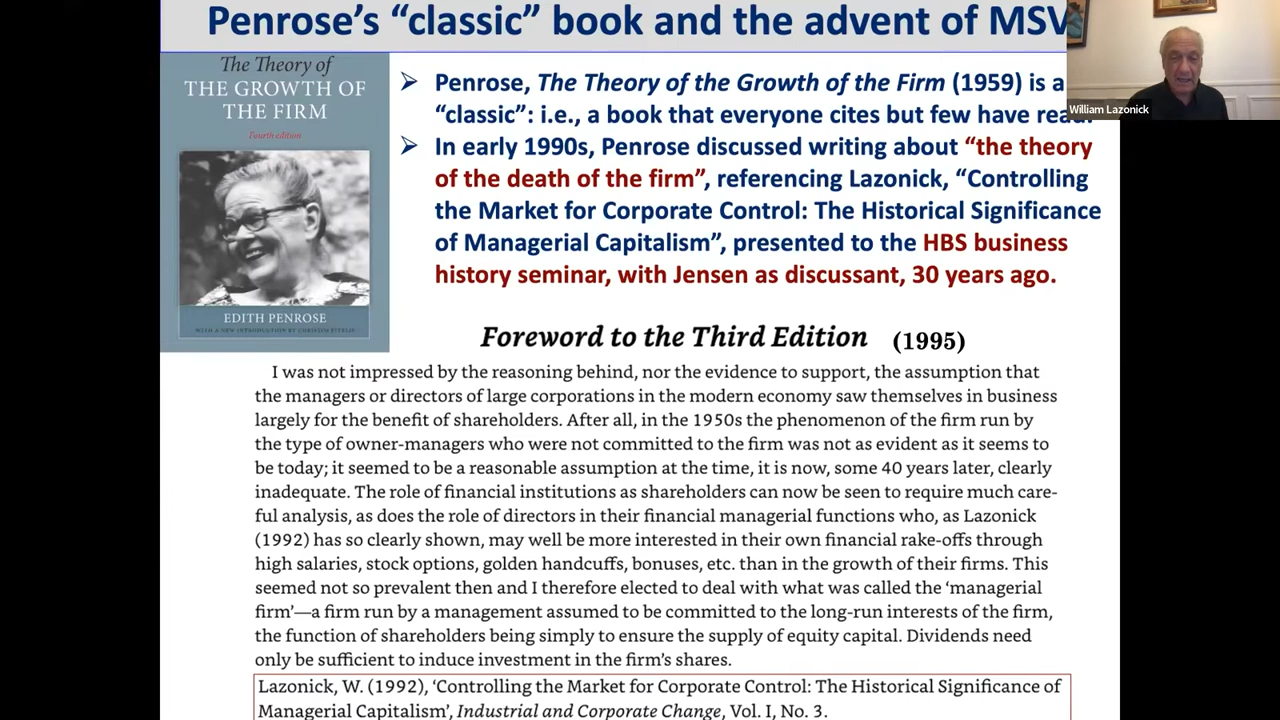 Penrose's “classic” book and the advent of MSV
William Lazonick
The Theory of
THE GROWTH OF
THE FIRM
Fourth edition
EDITH PENROSE
WITH A NEW INTRODUCTION BY CHRISTOS PITELIS
➢ Penrose, The Theory of the Growth of the Firm (1959) is a
“classic”: i.e., a book that everyone cites but few have read.
➢ In early 1990s, Penrose discussed writing about “the theory
of the death of the firm”, referencing Lazonick, “Controlling
the Market for Corporate Control: The Historical Significance
of Managerial Capitalism”, presented to the HBS business
history seminar, with Jensen as discussant, 30 years ago.
Foreword to the Third Edition (1995)
I was not impressed by the reasoning behind, nor the evidence to support, the assumption that
the managers or directors of large corporations in the modern economy saw themselves in business
largely for the benefit of shareholders. After all, in the 1950s the phenomenon of the firm run by
the type of owner-managers who were not committed to the firm was not as evident as it seems to
be today; it seemed to be a reasonable assumption at the time, it is now, some 40 years later, clearly
inadequate. The role of financial institutions as shareholders can now be seen to require much care-
ful analysis, as does the role of directors in their financial managerial functions who, as Lazonick
(1992) has so clearly shown, may well be more interested in their own financial rake-offs through
high salaries, stock options, golden handcuffs, bonuses, etc. than in the growth of their firms. This
seemed not so prevalent then and I therefore elected to deal with what was called the ‘managerial
firm’—a firm run by a management assumed to be committed to the long-run interests of the firm,
the function of shareholders being simply to ensure the supply of equity capital. Dividends need
only be sufficient to induce investment in the firm's shares.
Lazonick, W. (1992), ‘Controlling the Market for Corporate Control: The Historical Significance of
Managerial Capitalism’, Industrial and Corporate Change, Vol. I, No. 3.